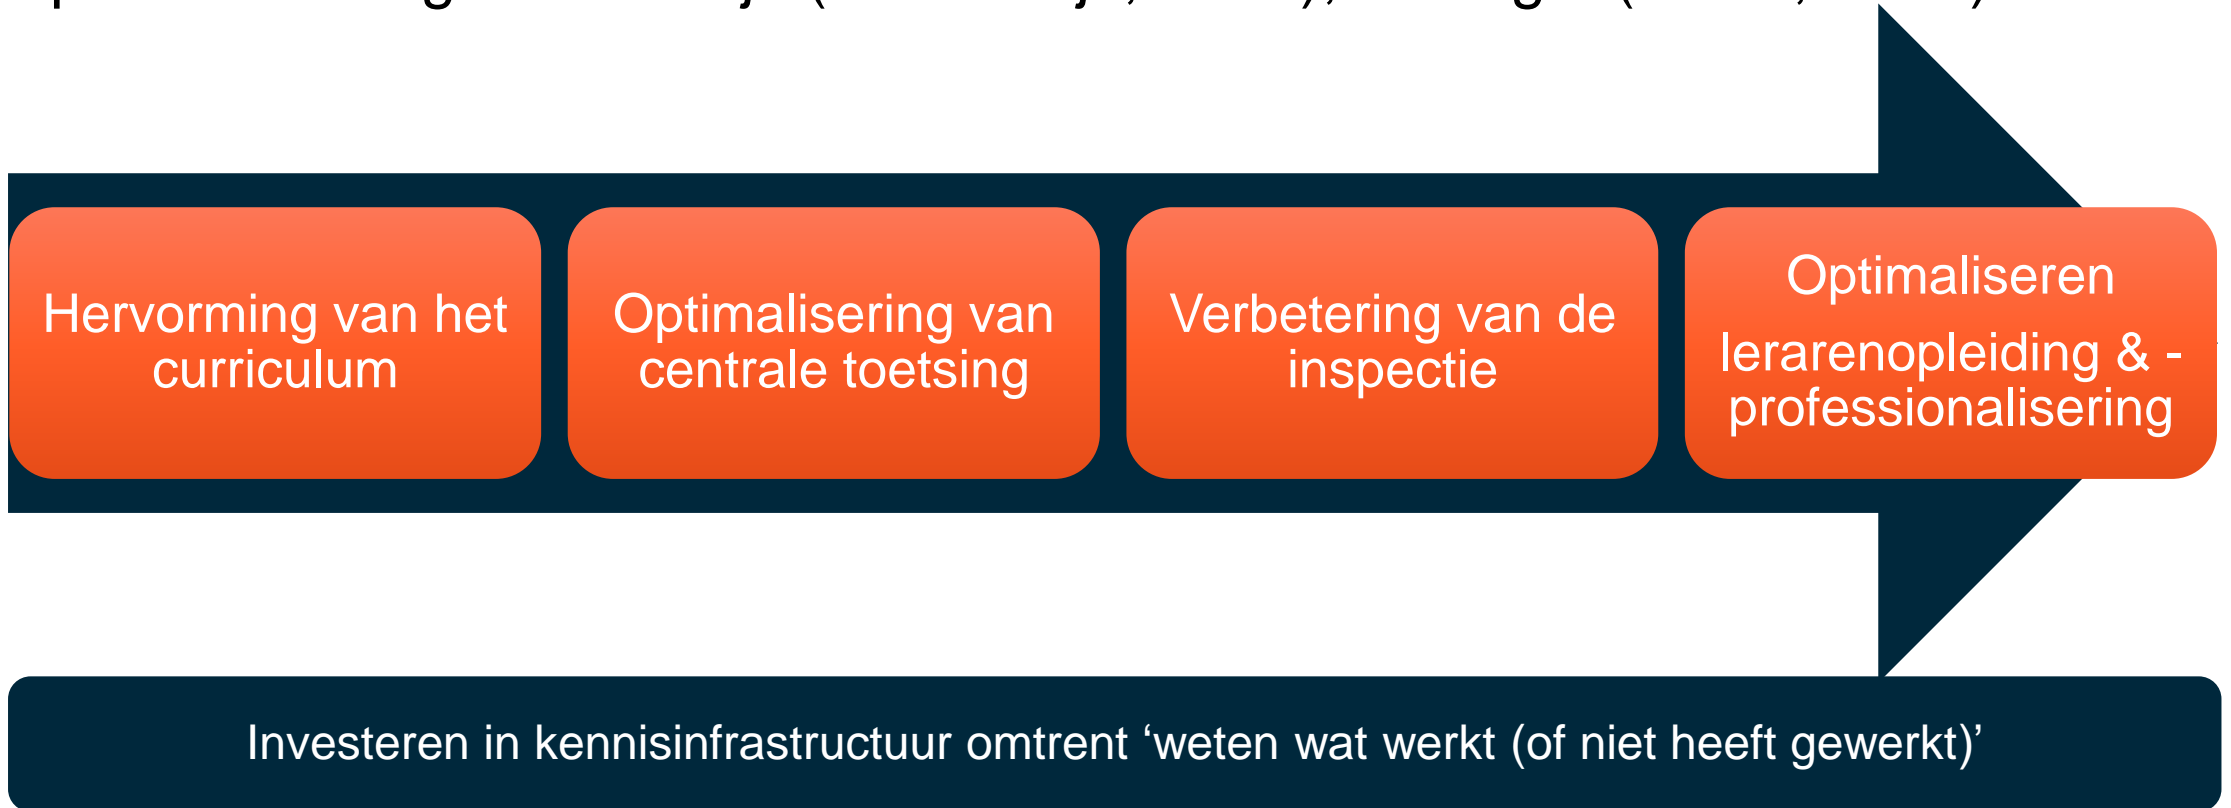 Hervorming van het
curriculum
Optimalisering van
centrale toetsing
Verbetering van de
inspectie
Optimaliseren
lerarenopleiding & -
professionalisering
Investeren in kennisinfrastructuur omtrent ‘weten wat werkt (of niet heeft gewerkt)’